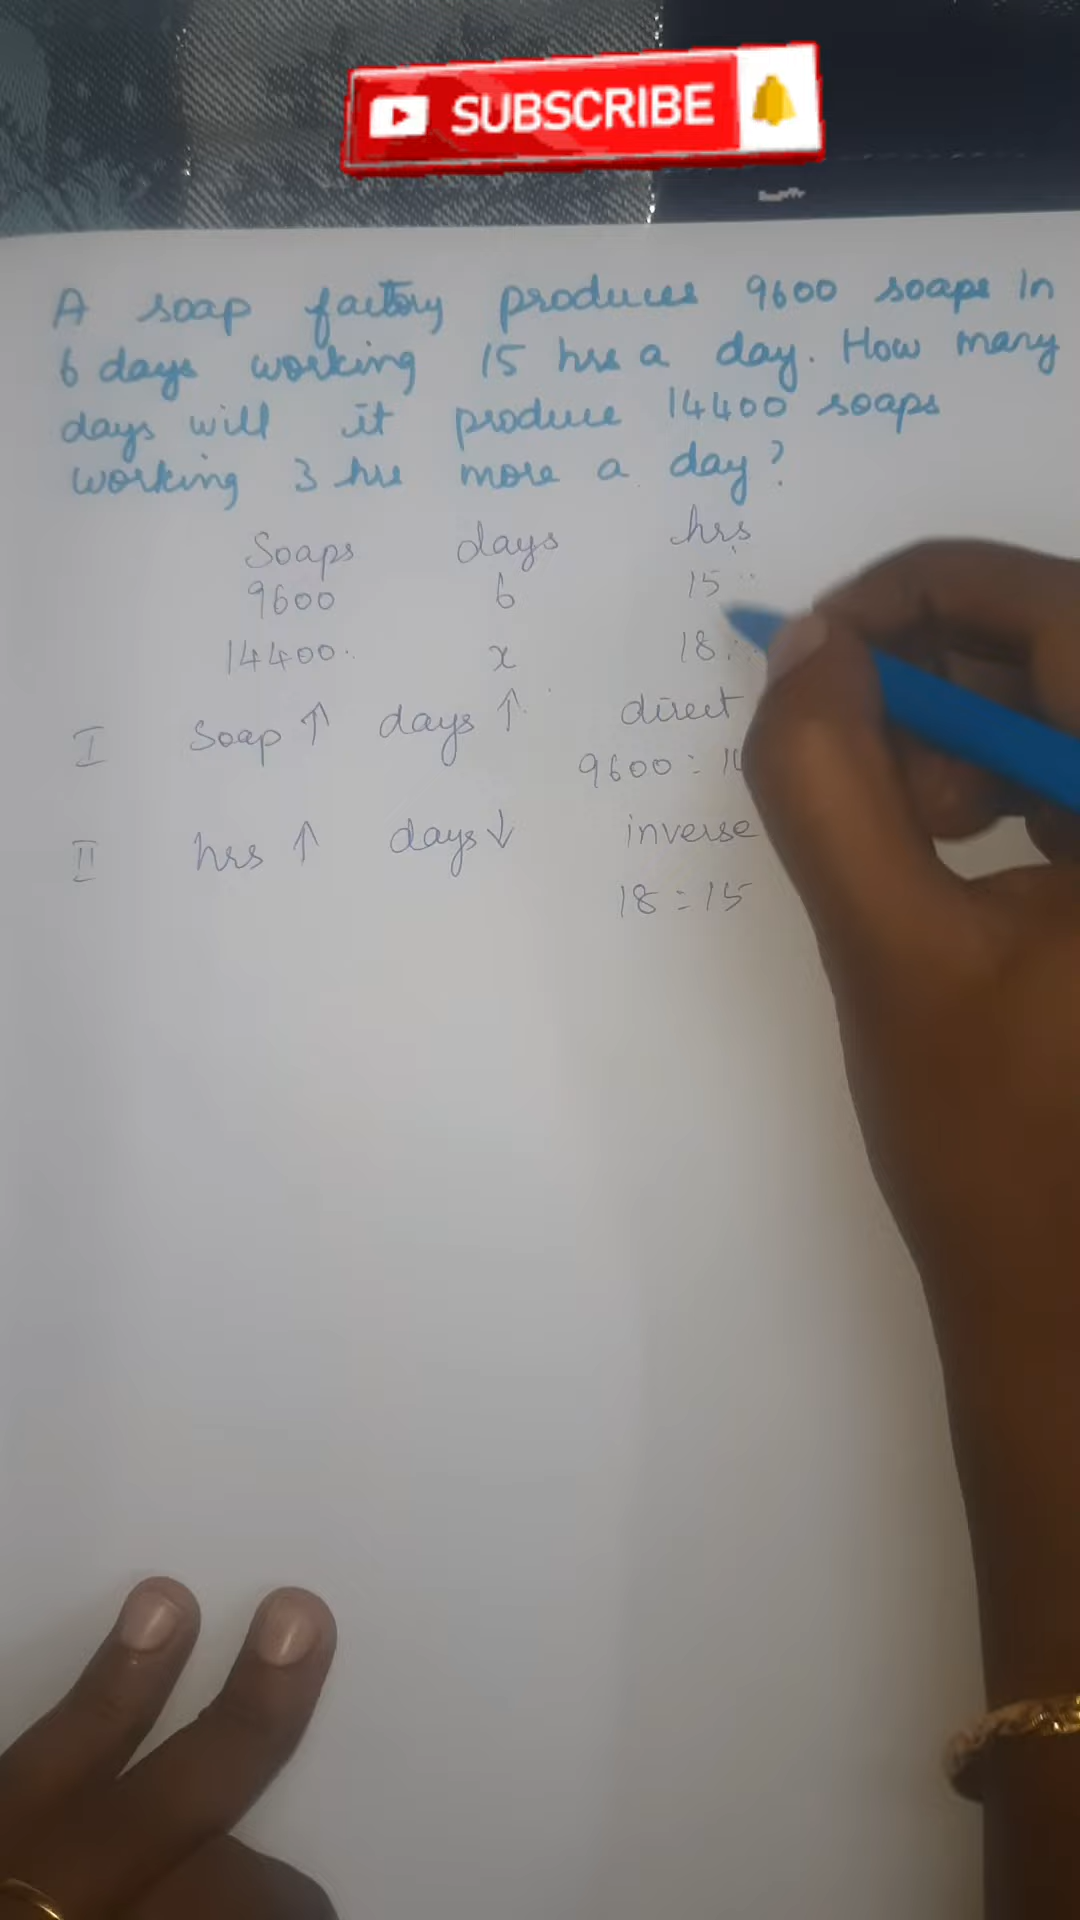 SUBSCRIBE
A soap factory produces 9600 soaps in
6 days working 15 hrs a day. How many
days will it produce 14400 soaps
working 3 hrs more a day?
Soaps days hrs
9600 6 15
14400 x 18
I Soap ↑ days ↑ direct
9600 : 14
II hrs ↑ days ↓ inverse
18 : 15